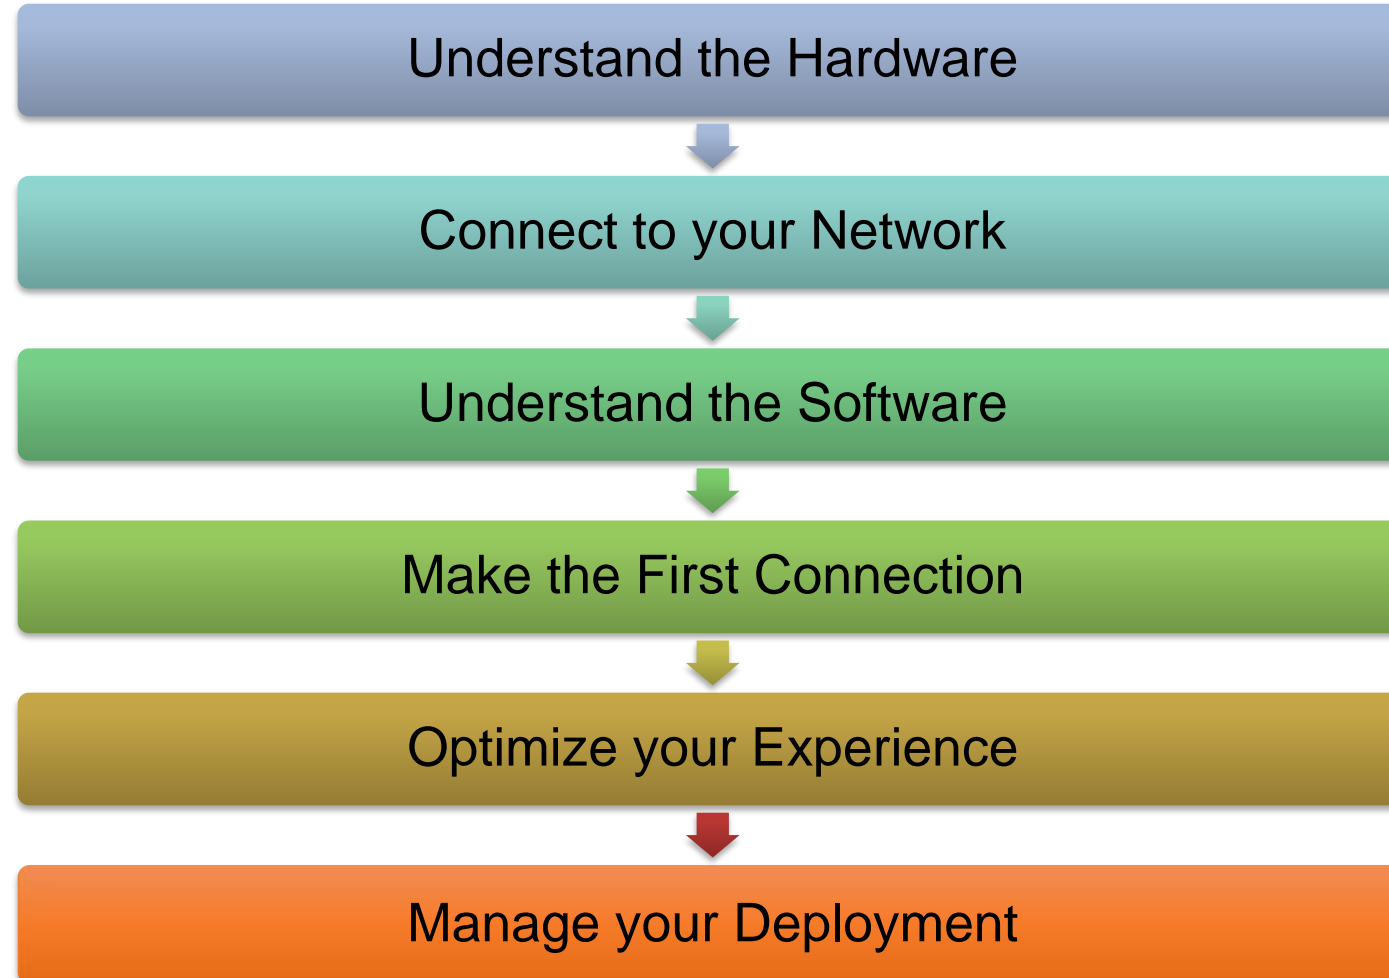 Understand the Hardware
Connect to your Network
Understand the Software
Make the First Connection
Optimize your Experience
Manage your Deployment